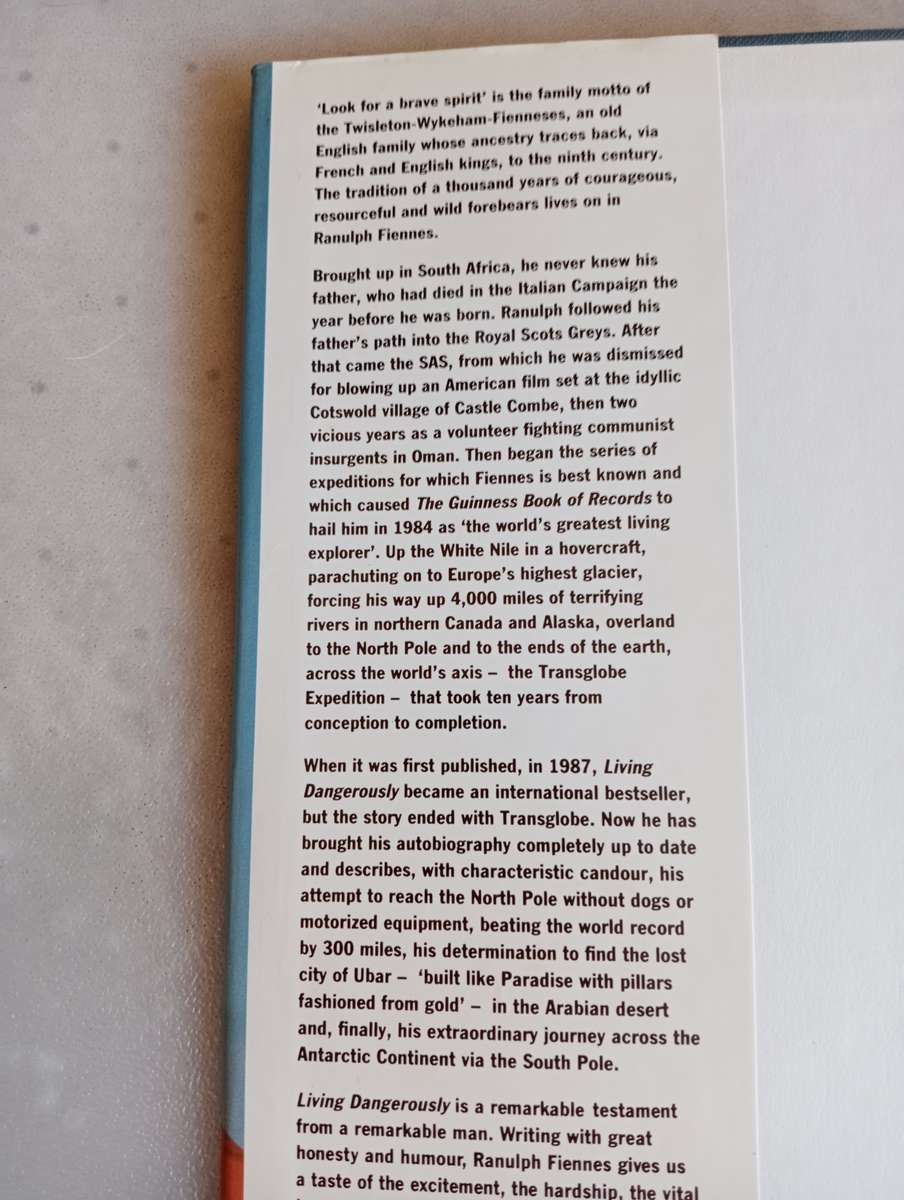 'Look for a brave spirit' is the family motto of
the Twisleton-Wykeham-Fienneses, an old
English family whose ancestry traces back, via
French and English kings, to the ninth century.
The tradition of a thousand years of courageous,
resourceful and wild forebears lives on in
Ranulph Fiennes.
Brought up in South Africa, he never knew his
father, who had died in the Italian Campaign the
year before he was born. Ranulph followed his
father's path into the Royal Scots Greys. After
that came the SAS, from which he was dismissed
for blowing up an American film set at the idyllic
Cotswold village of Castle Combe, then two
vicious years as a volunteer fighting communist
insurgents in Oman. Then began the series of
expeditions for which Fiennes is best known and
which caused The Guinness Book of Records to
hail him in 1984 as 'the world's greatest living
explorer'. Up the White Nile in a hovercraft,
parachuting on to Europe's highest glacier,
forcing his way up 4,000 miles of terrifying
rivers in northern Canada and Alaska, overland
to the North Pole and to the ends of the earth,
across the world's axis – the Transglobe
Expedition – that took ten years from
conception to completion.
When it was first published, in 1987, Living
Dangerously became an international bestseller,
but the story ended with Transglobe. Now he has
brought his autobiography completely up to date
and describes, with characteristic candour, his
attempt to reach the North Pole without dogs or
motorized equipment, beating the world record
by 300 miles, his determination to find the lost
city of Ubar – 'built like Paradise with pillars
fashioned from gold' – in the Arabian desert
and, finally, his extraordinary journey across the
Antarctic Continent via the South Pole.
Living Dangerously is a remarkable testament
from a remarkable man. Writing with great
honesty and humour, Ranulph Fiennes gives us
a taste of the excitement, the hardship, the vital